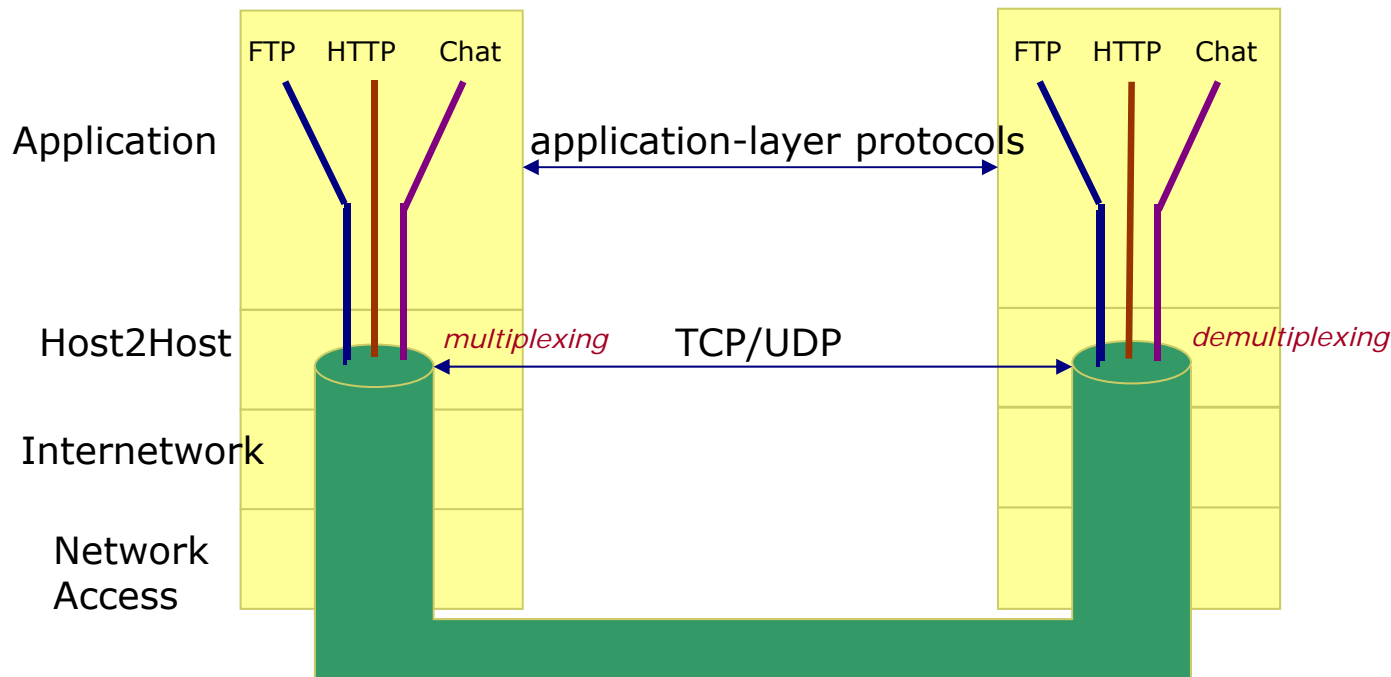 FTP HTTP Chat
FTP HTTP Chat
Application
application-layer protocols
Host2Host
multiplexing
TCP/UDP
demultiplexing
Internetwork
Network
Access